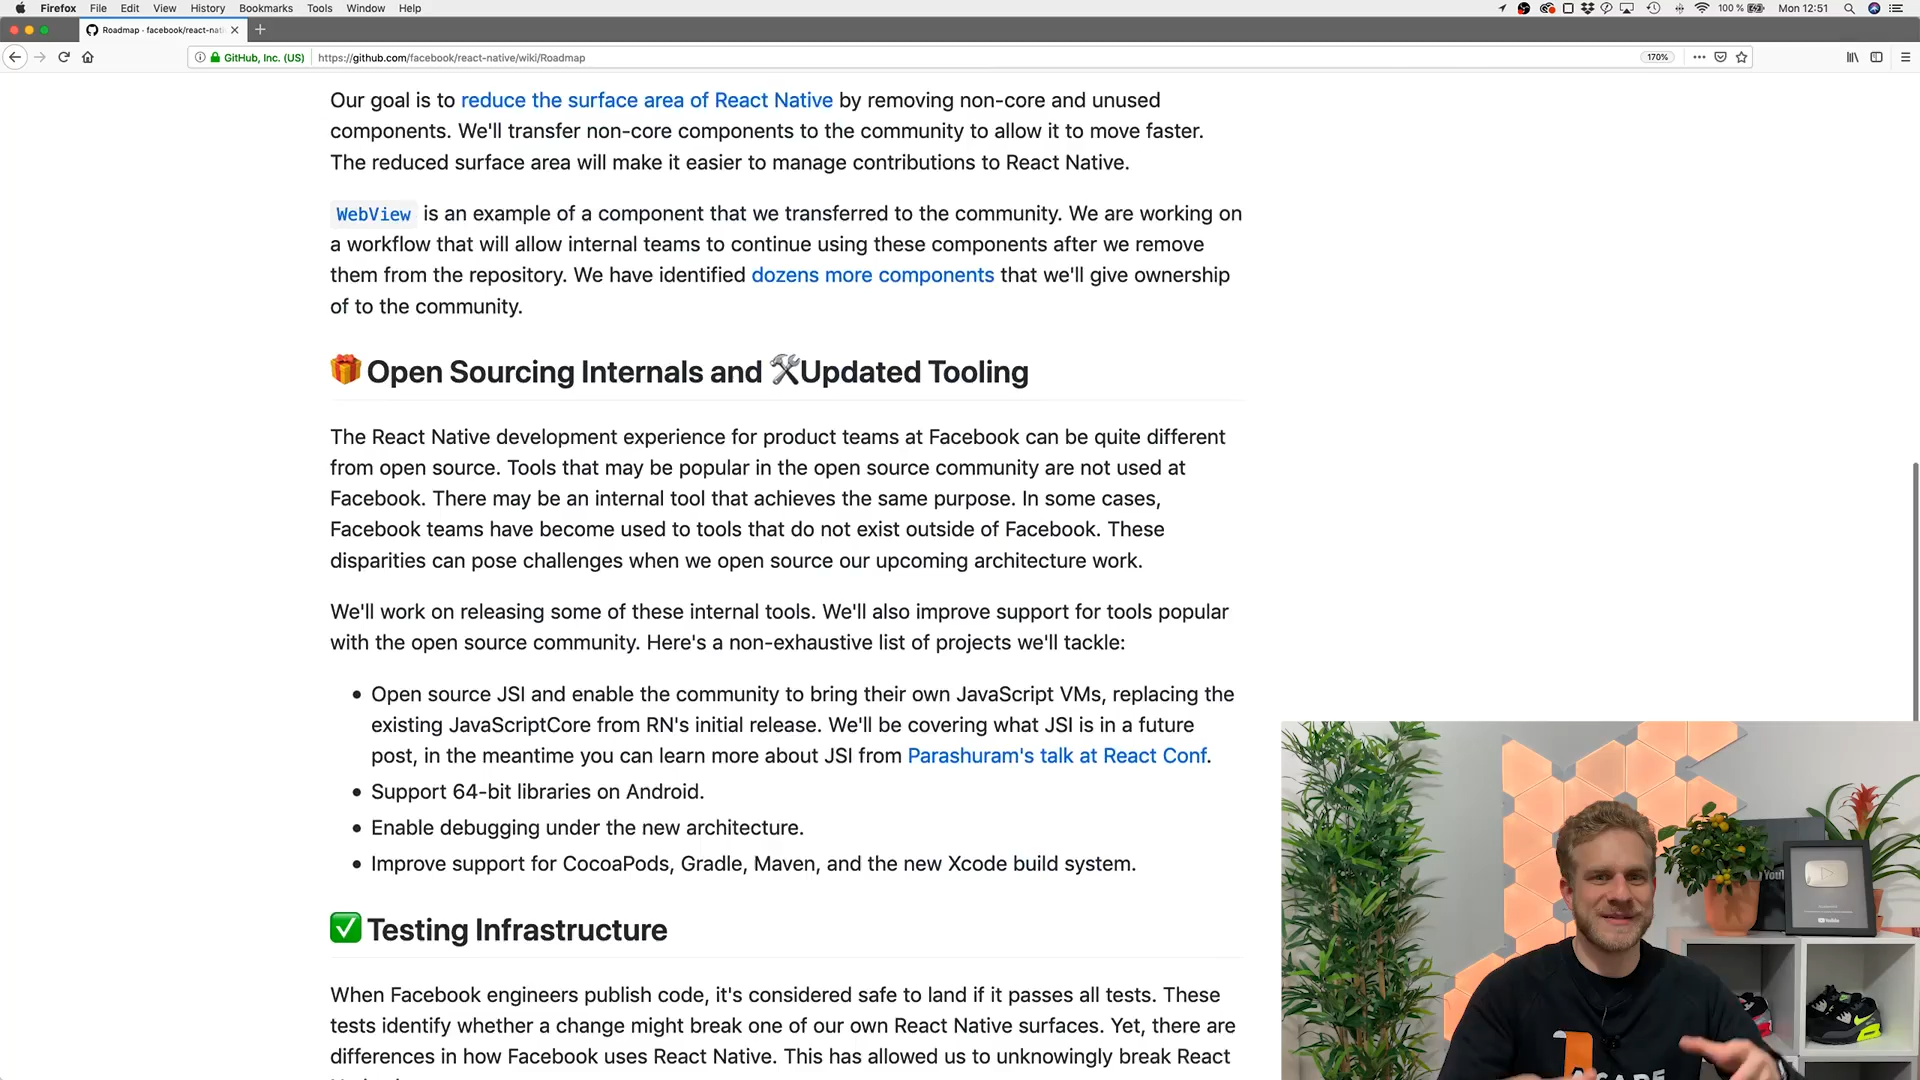 Firefox File Edit View History Bookmarks Tools Window Help 100 % Mon 12:51
Roadmap · facebook/react-nati
GitHub, Inc. (US) https://github.com/facebook/react-native/wiki/Roadmap 170%
Our goal is to reduce the surface area of React Native by removing non-core and unused
components. We'll transfer non-core components to the community to allow it to move faster.
The reduced surface area will make it easier to manage contributions to React Native.
WebView is an example of a component that we transferred to the community. We are working on
a workflow that will allow internal teams to continue using these components after we remove
them from the repository. We have identified dozens more components that we'll give ownership
of to the community.
🎁 Open Sourcing Internals and 🛠Updated Tooling
The React Native development experience for product teams at Facebook can be quite different
from open source. Tools that may be popular in the open source community are not used at
Facebook. There may be an internal tool that achieves the same purpose. In some cases,
Facebook teams have become used to tools that do not exist outside of Facebook. These
disparities can pose challenges when we open source our upcoming architecture work.
We'll work on releasing some of these internal tools. We'll also improve support for tools popular
with the open source community. Here's a non-exhaustive list of projects we'll tackle:
• Open source JSI and enable the community to bring their own JavaScript VMs, replacing the
existing JavaScriptCore from RN's initial release. We'll be covering what JSI is in a future
post, in the meantime you can learn more about JSI from Parashuram's talk at React Conf.
• Support 64-bit libraries on Android.
• Enable debugging under the new architecture.
• Improve support for CocoaPods, Gradle, Maven, and the new Xcode build system.
✅ Testing Infrastructure
When Facebook engineers publish code, it's considered safe to land if it passes all tests. These
tests identify whether a change might break one of our own React Native surfaces. Yet, there are
differences in how Facebook uses React Native. This has allowed us to unknowingly break React
YouT
YouTube